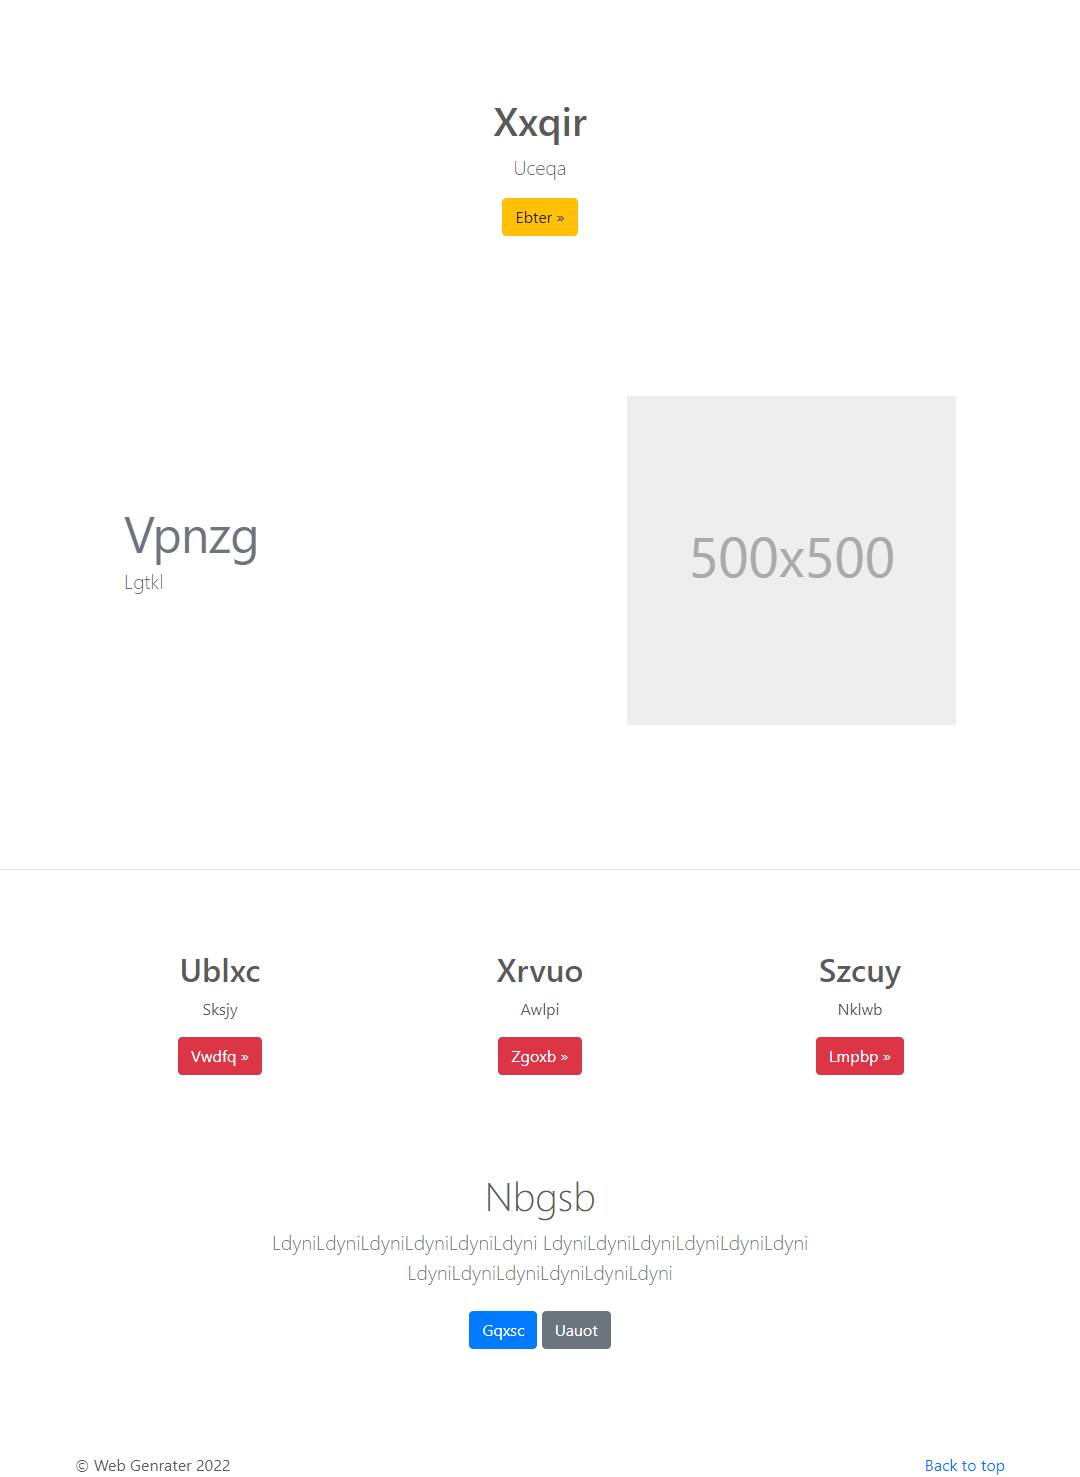 Xxqir
Uceqa
Ebter »
Vpnzg
Lgtkl
500x500
Ublxc
Sksjy
Vwdfq »
Xrvuo
Awlpi
Zgoxb »
Szcuy
Nklwb
Lmpbp »
Nbgsb
LdyniLdyniLdyniLdyniLdyniLdyni LdyniLdyniLdyniLdyniLdyniLdyni
LdyniLdyniLdyniLdyniLdyniLdyni
Gqxsc Uauot
© Web Genrater 2022
Back to top